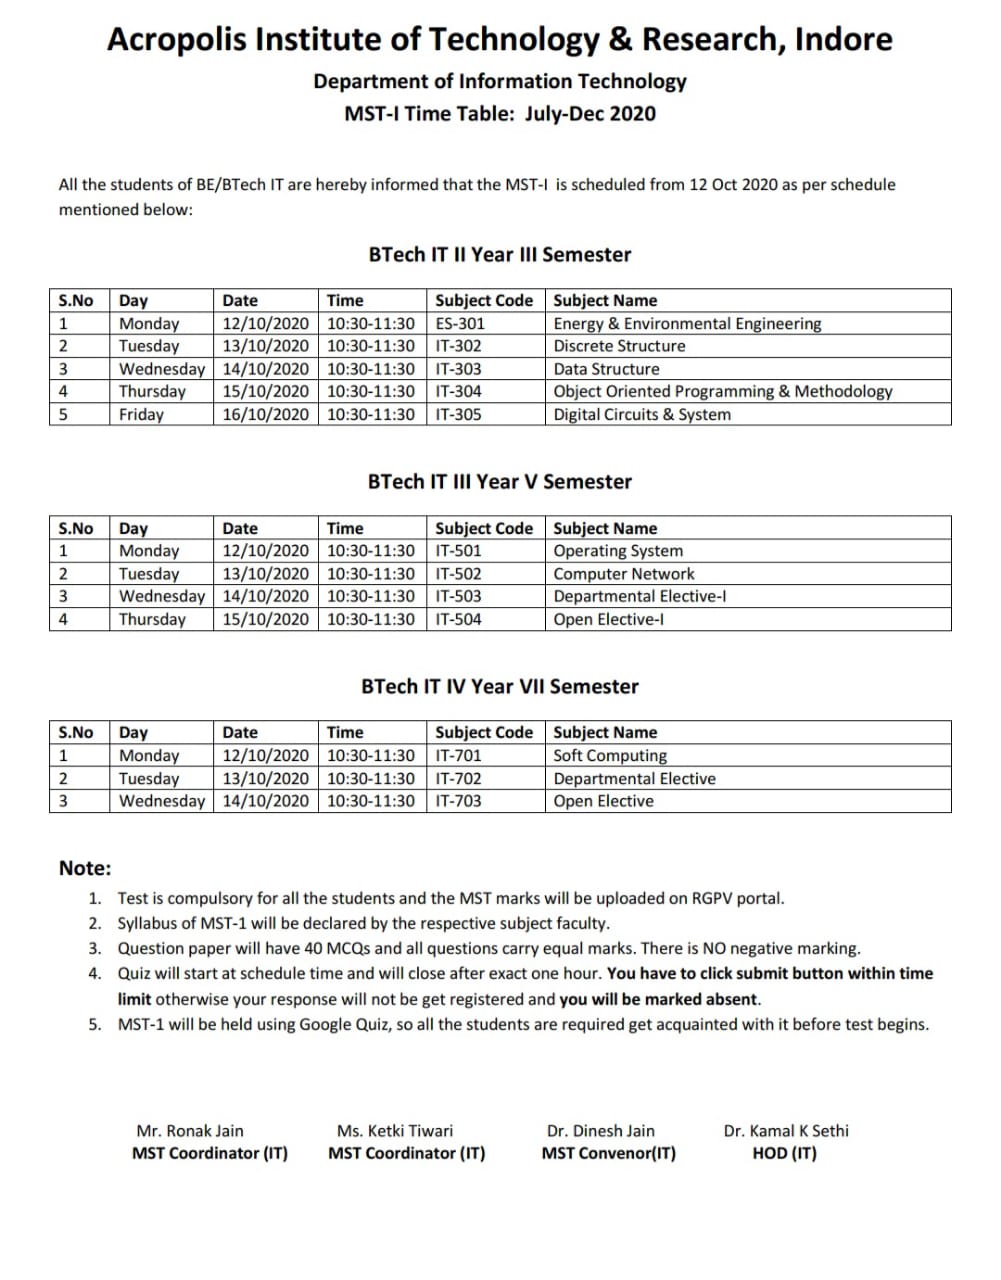 Acropolis Institute of Technology & Research, Indore
Department of Information Technology
MST-I Time Table: July-Dec 2020
All the students of BE/BTech IT are hereby informed that the MST-I is scheduled from 12 Oct 2020 as per schedule
mentioned below:
BTech IT II Year III Semester
S.No Day Date Time Subject Code Subject Name
1 Monday 12/10/2020 10:30-11:30 ES-301 Energy & Environmental Engineering
2 Tuesday 13/10/2020 10:30-11:30 IT-302 Discrete Structure
3 Wednesday 14/10/2020 10:30-11:30 IT-303 Data Structure
4 Thursday 15/10/2020 10:30-11:30 IT-304 Object Oriented Programming & Methodology
5 Friday 16/10/2020 10:30-11:30 IT-305 Digital Circuits & System
BTech IT III Year V Semester
S.No Day Date Time Subject Code Subject Name
1 Monday 12/10/2020 10:30-11:30 IT-501 Operating System
2 Tuesday 13/10/2020 10:30-11:30 IT-502 Computer Network
3 Wednesday 14/10/2020 10:30-11:30 IT-503 Departmental Elective-I
4 Thursday 15/10/2020 10:30-11:30 IT-504 Open Elective-I
BTech IT IV Year VII Semester
S.No Day Date Time Subject Code Subject Name
1 Monday 12/10/2020 10:30-11:30 IT-701 Soft Computing
2 Tuesday 13/10/2020 10:30-11:30 IT-702 Departmental Elective
3 Wednesday 14/10/2020 10:30-11:30 IT-703 Open Elective
Note:
1. Test is compulsory for all the students and the MST marks will be uploaded on RGPV portal.
2. Syllabus of MST-1 will be declared by the respective subject faculty.
3. Question paper will have 40 MCQs and all questions carry equal marks. There is NO negative marking.
4. Quiz will start at schedule time and will close after exact one hour. You have to click submit button within time
limit otherwise your response will not be get registered and you will be marked absent.
5. MST-1 will be held using Google Quiz, so all the students are required get acquainted with it before test begins.
Mr. Ronak Jain Ms. Ketki Tiwari Dr. Dinesh Jain Dr. Kamal K Sethi
MST Coordinator (IT) MST Coordinator (IT) MST Convenor(IT) HOD (IT)